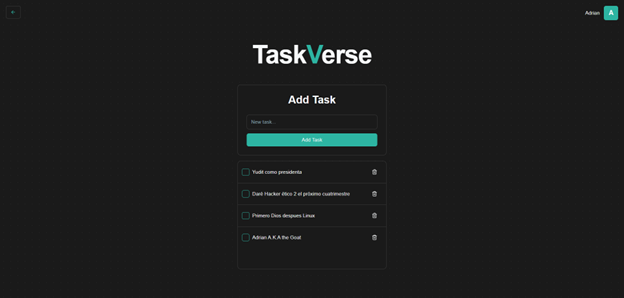 Adrian
A
TaskVerse
Add Task
New task...
Add Task
Yudit como presidenta
Darli Hacker ético 2 el próximo cuatrimestre
Primero Dios despues Linux
Adrian A.K.A the Goat